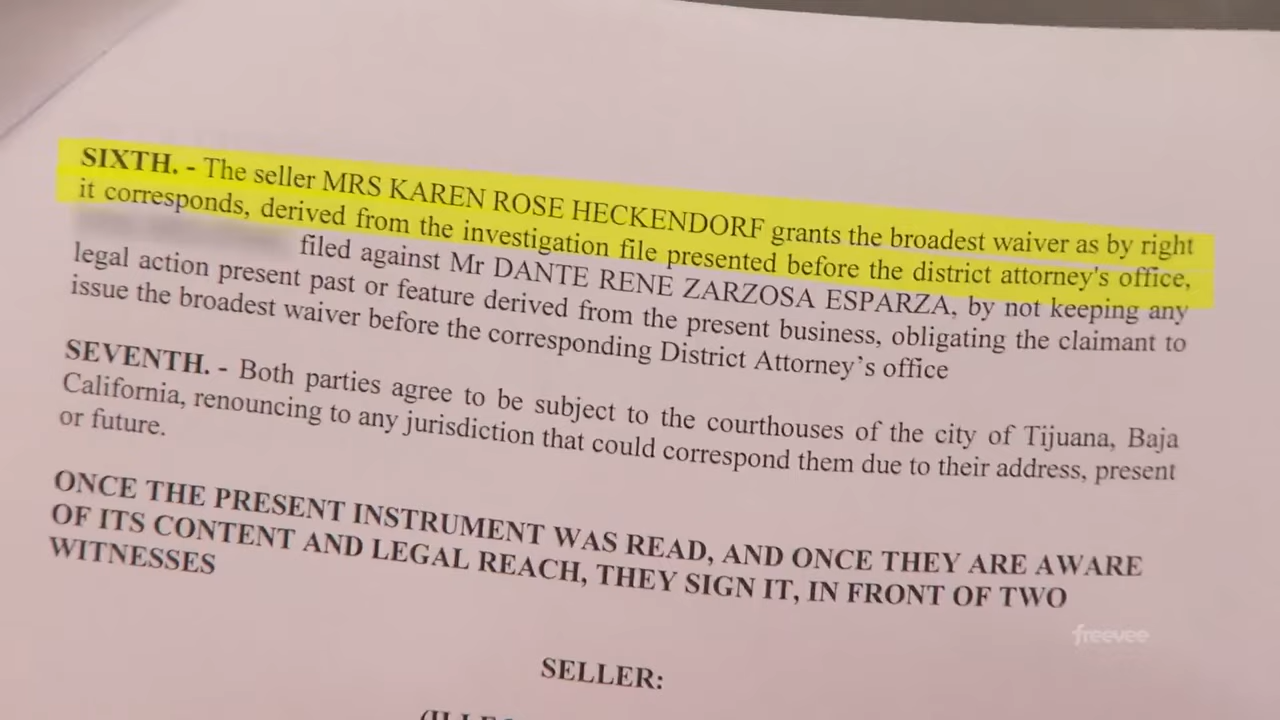 SIXTH. - The seller MRS KAREN ROSE HECKENDORF grants the broadest waiver as by right
it corresponds, derived from the investigation file presented before the district attorney's office,
filed against Mr DANTE RENE ZARZOSA ESPARZA, by not keeping any
legal action present past or feature derived from the present business, obligating the claimant to
issue the broadest waiver before the corresponding District Attorney's office
SEVENTH. - Both parties agree to be subject to the courthouses of the city of Tijuana, Baja
California, renouncing to any jurisdiction that could correspond them due to their address, present
or future.
ONCE THE PRESENT INSTRUMENT WAS READ, AND ONCE THEY ARE AWARE
OF ITS CONTENT AND LEGAL REACH, THEY SIGN IT, IN FRONT OF TWO
WITNESSES
freevee
SELLER: